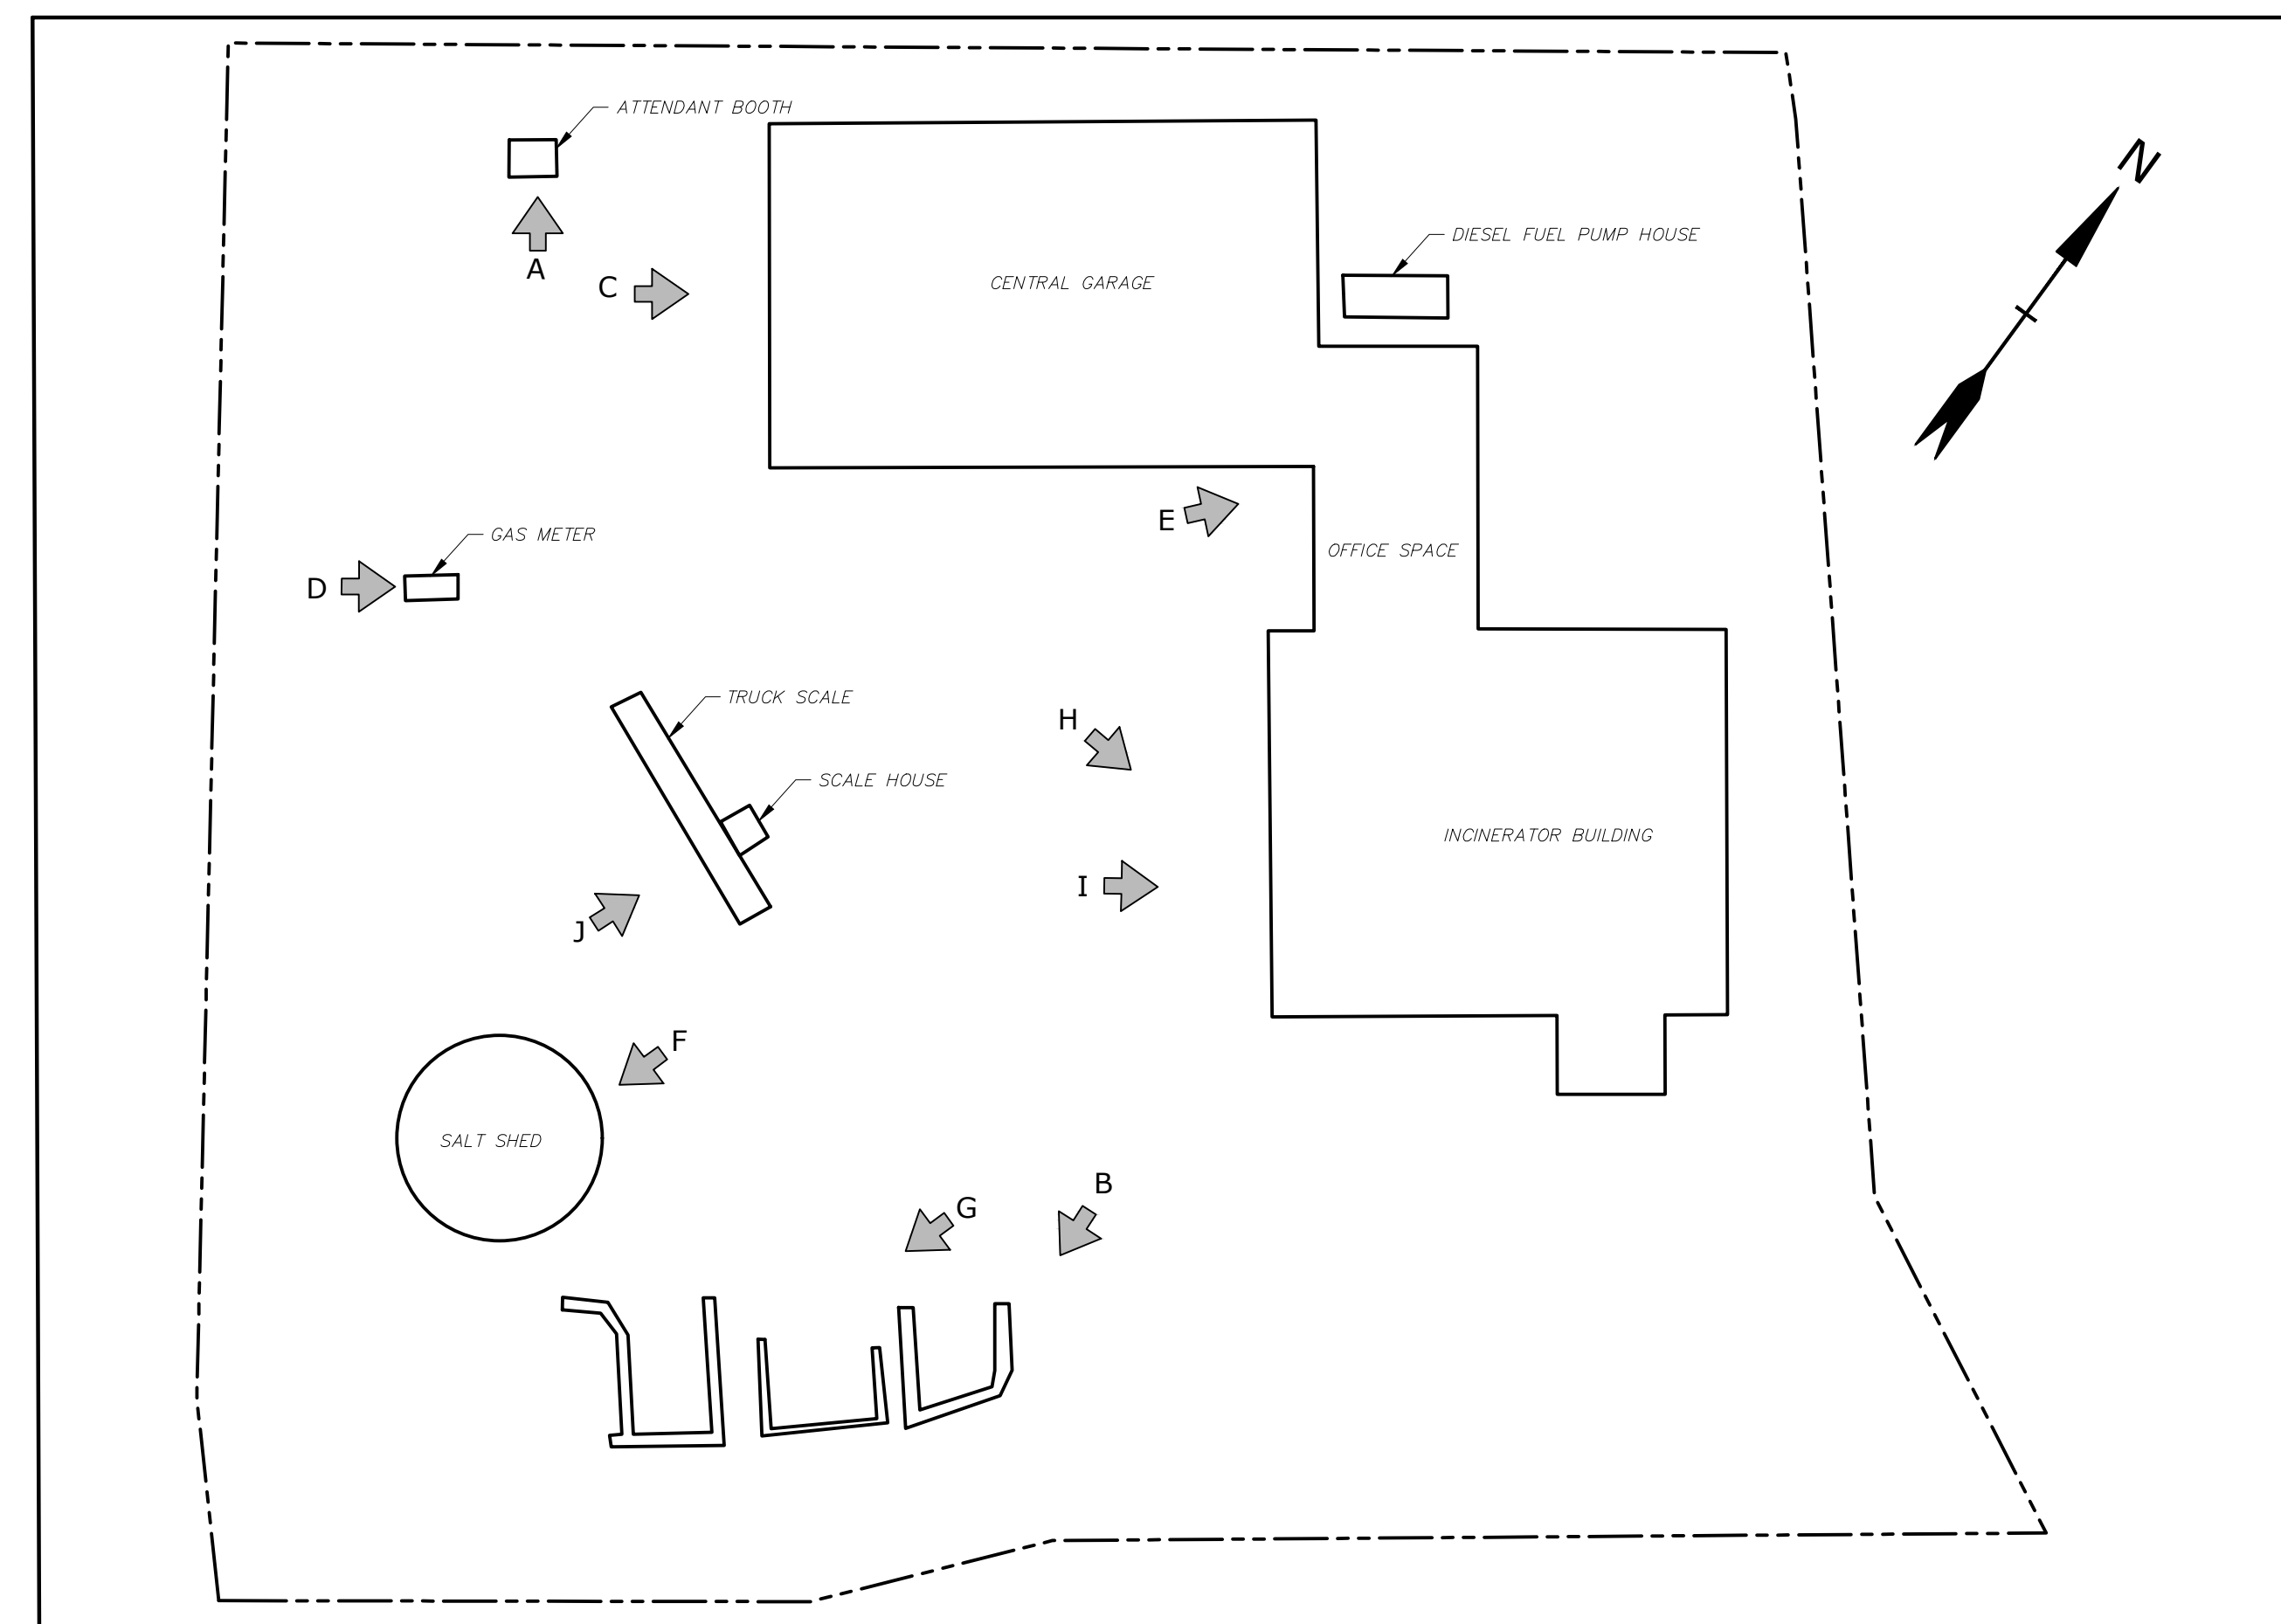 ATTENDANT BOOTH
N
A
C
CENTRAL GARAGE
DIESEL FUEL PUMP HOUSE
E
GAS METER
D
OFFICE SPACE
TRUCK SCALE
H
SCALE HOUSE
INCINERATOR BUILDING
I
J
F
SALT SHED
G
B